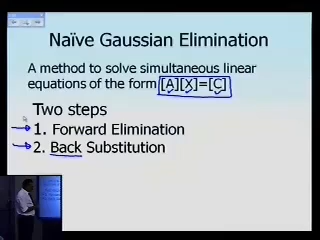 Naïve Gaussian Elimination
A method to solve simultaneous linear
equations of the form [A][X]=[C]
Two steps
1. Forward Elimination
2. Back Substitution